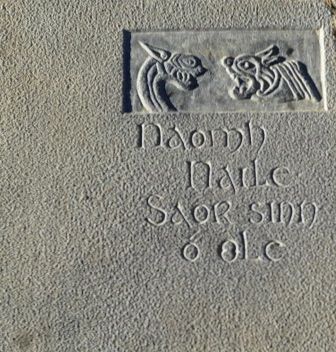 Naomh
Naile
Saor sinn
ó olc